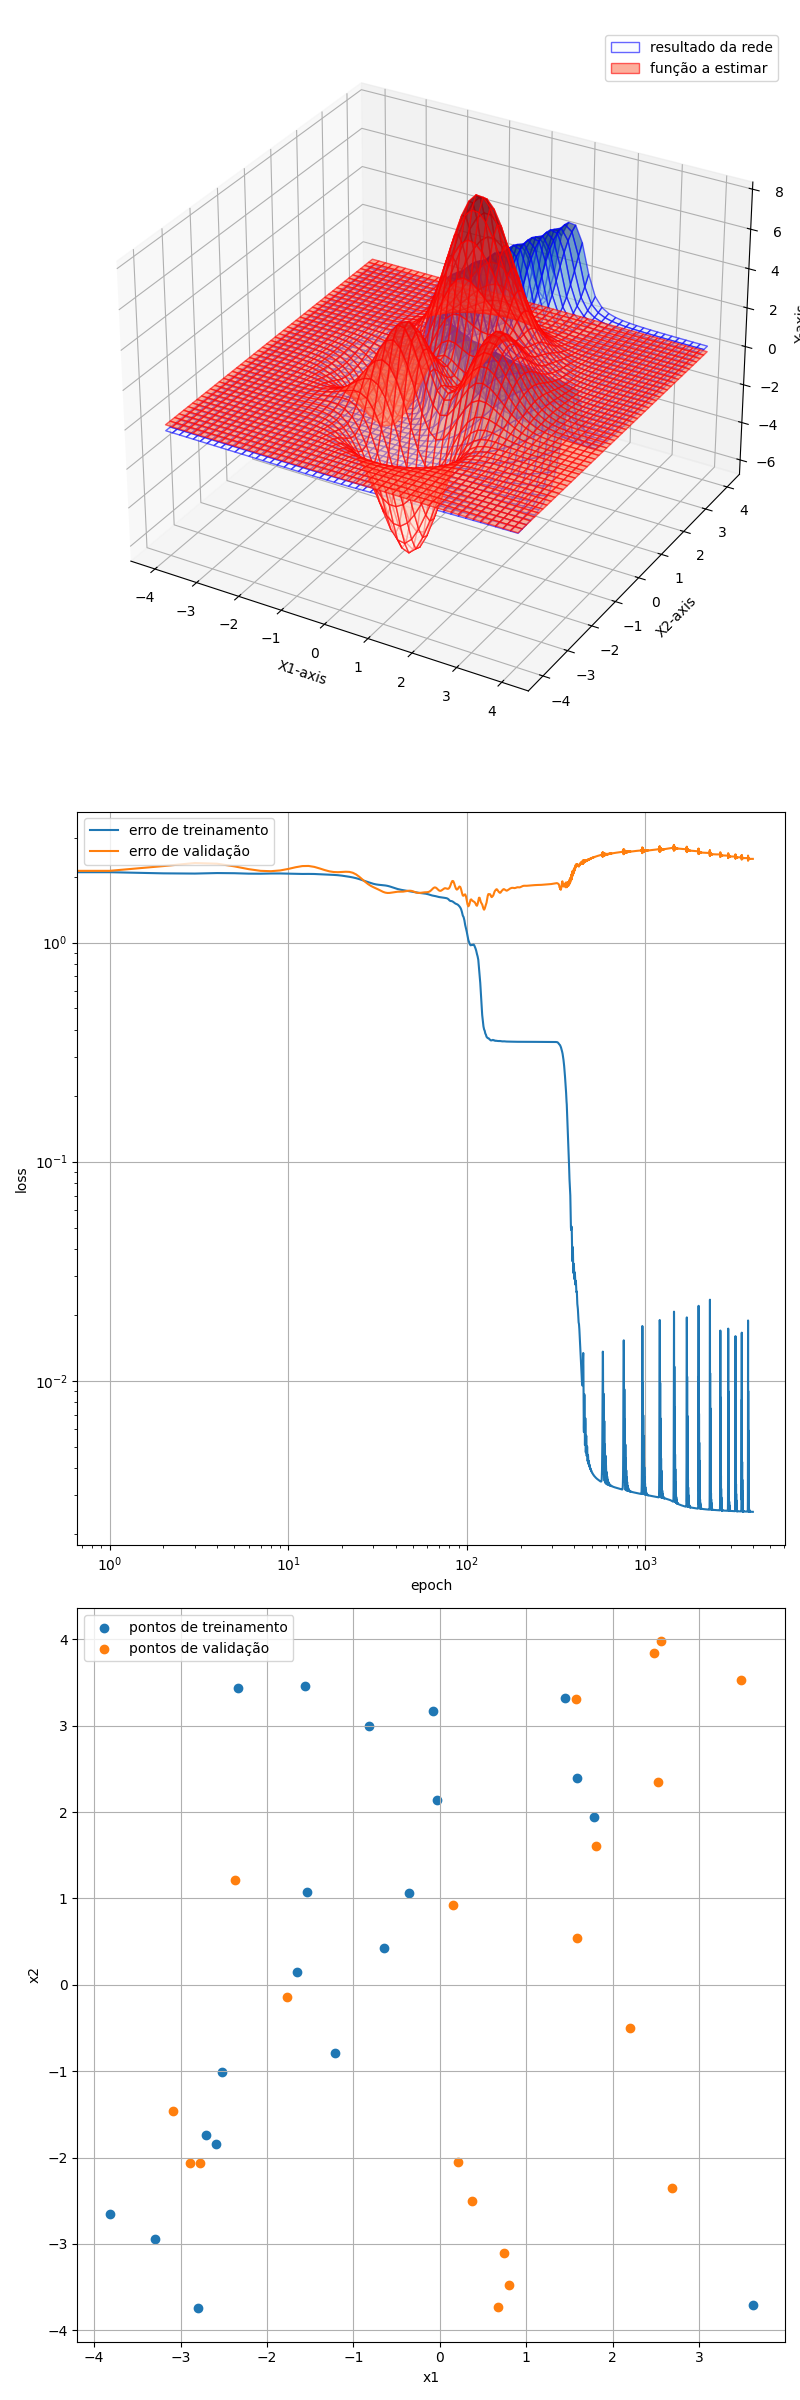 resultado da rede
função a estimar
8
6
4
2
0
−2
−4
−6
Y-axis
4
3
2
1
0
−1
−2
−3
−4
X2-axis
−4
−3
−2
−1
0
1
2
3
4
X1-axis
erro de treinamento
erro de validação
10⁰
10⁻¹
10⁻²
loss
10⁰ 10¹ 10² 10³
epoch
pontos de treinamento
pontos de validação
4
3
2
1
0
−1
−2
−3
−4
x2
−4 −3 −2 −1 0 1 2 3
x1